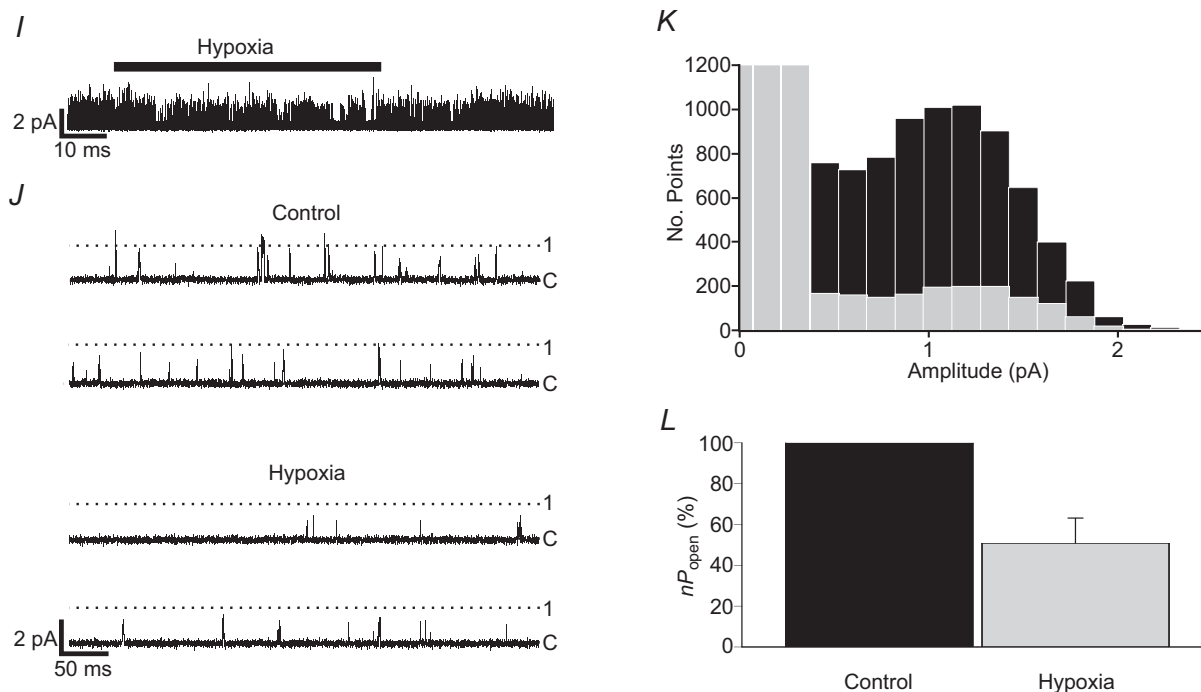 I
Hypoxia
2 pA
10 ms
J
Control
1
C
1
C
Hypoxia
1
C
1
C
2 pA
50 ms
K
1200
1000
800
600
400
200
0
No. Points
0 1 2
Amplitude (pA)
L
100
80
60
40
20
0
nPopen (%)
Control Hypoxia